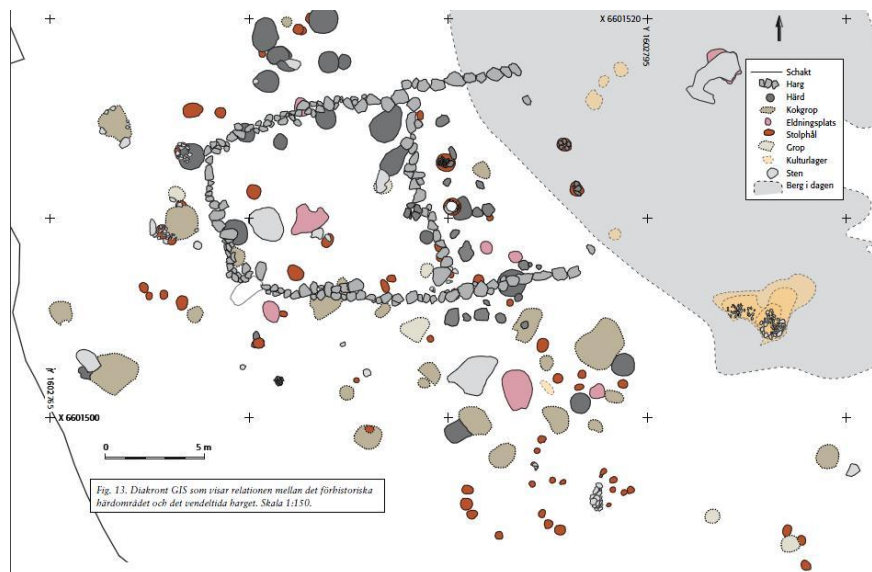 X 6601520
Y 1602795
Schakt
Harg
Härd
Kokgrop
Eldningsplats
Stolphål
Grop
Kulturlager
Sten
Berg i dagen
Y 1602765
X 6601500
0 5 m
Fig. 13. Diakront GIS som visar relationen mellan det förhistoriska
härdområdet och det vendeltida harget. Skala 1:150.